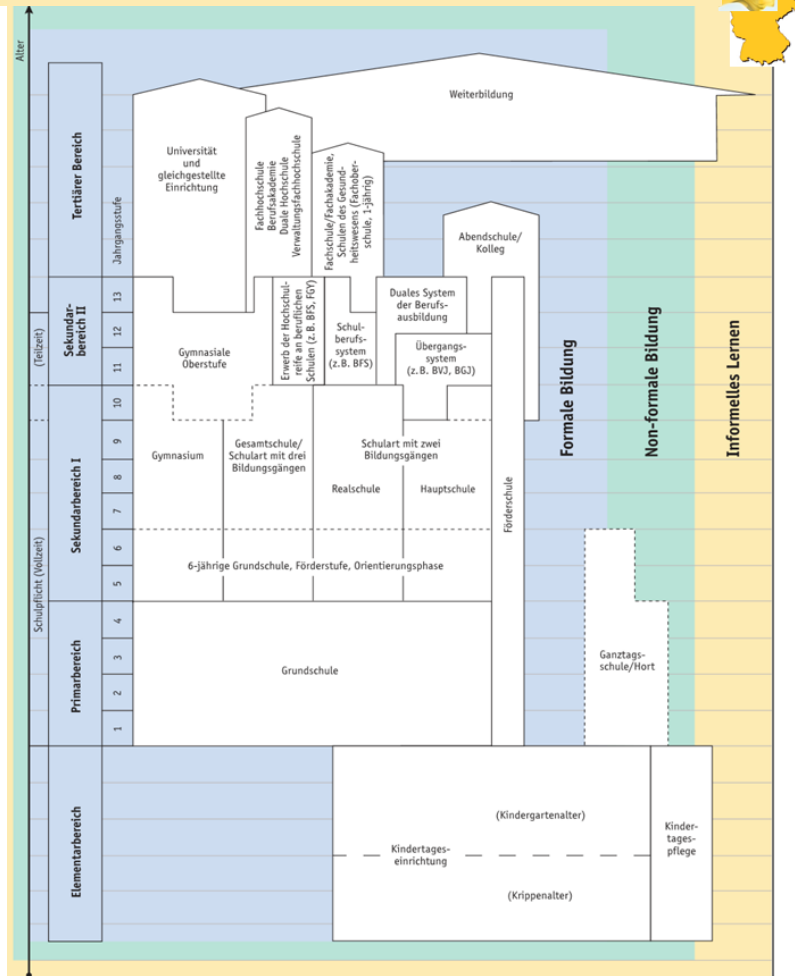 Alter
Weiterbildung
Tertiärer Bereich
Jahrgangsstufe
Universität
und
gleichgestellte
Einrichtung
Fachhochschule
Berufsakademie
Duale Hochschule
Verwaltungsfachhochschule
Fachschule/Fachakademie,
Schulen des Gesund-
heitswesens (Fachober-
schule, 1-jährig)
Abendschule/
Kolleg
(Teilzeit)
Sekundar-
bereich II
13
12
11
Gymnasiale
Oberstufe
Erwerb der Hochschul-
reife an beruflichen
Schulen (z.B. BFS, FGY)
Schul-
berufs-
system
(z.B. BFS)
Duales System
der Berufs-
ausbildung
Übergangs-
system
(z.B. BVJ, BGJ)
Formale Bildung
Non-formale Bildung
Informelles Lernen
Schulpflicht (Vollzeit)
Sekundarbereich I
10
9
8
7
6
5
Gymnasium
Gesamtschule/
Schulart mit drei
Bildungsgängen
Schulart mit zwei
Bildungsgängen
Realschule
Hauptschule
Förderschule
6-jährige Grundschule, Förderstufe, Orientierungsphase
Primarbereich
4
3
2
1
Grundschule
Ganztags-
schule/Hort
Elementarbereich
(Kindergartenalter)
Kindertages-
einrichtung
(Krippenalter)
Kinder-
tages-
pflege